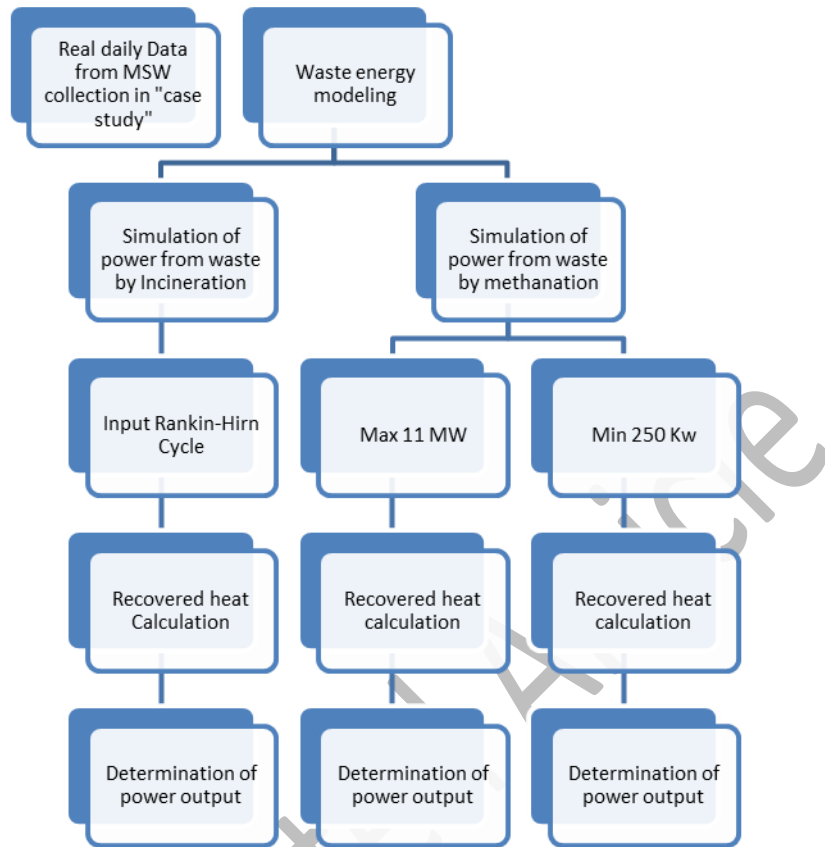 Real daily Data
from MSW
collection in "case
study"
Waste energy
modeling
Simulation of
power from waste
by Incineration
Simulation of
power from waste
by methanation
Input Rankin-Hirn
Cycle
Max 11 MW
Min 250 Kw
Recovered heat
Calculation
Recovered heat
calculation
Recovered heat
calculation
Determination of
power output
Determination of
power output
Determination of
power output